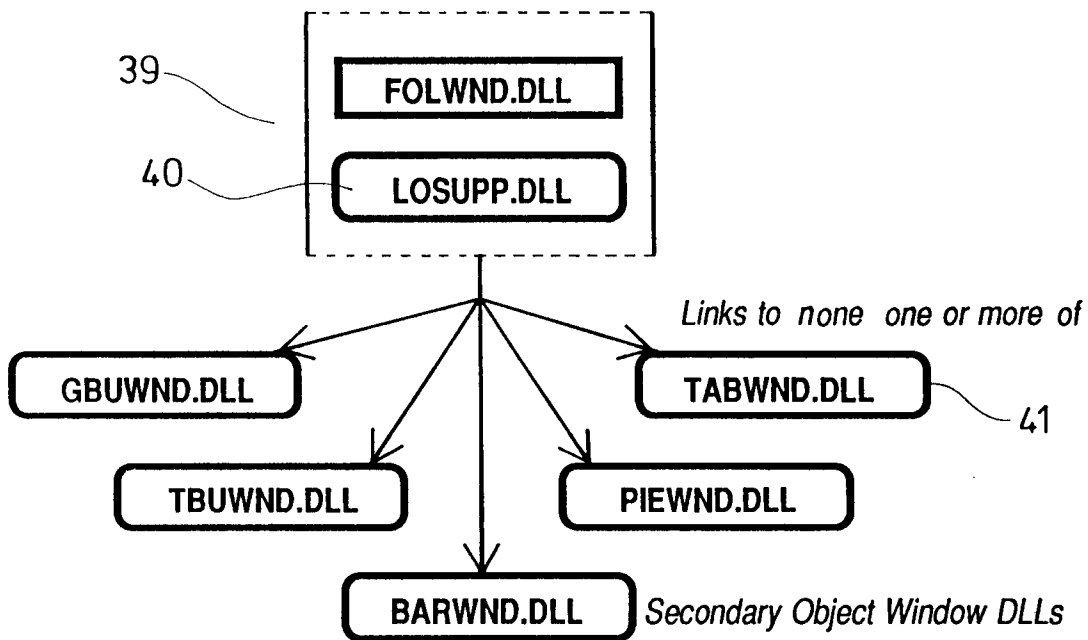 39
FOLWND.DLL
40
LOSUPP.DLL
Links to none one or more of
GBUWND.DLL
TABWND.DLL
41
TBUWND.DLL
PIEWND.DLL
BARWND.DLL
Secondary Object Window DLLs